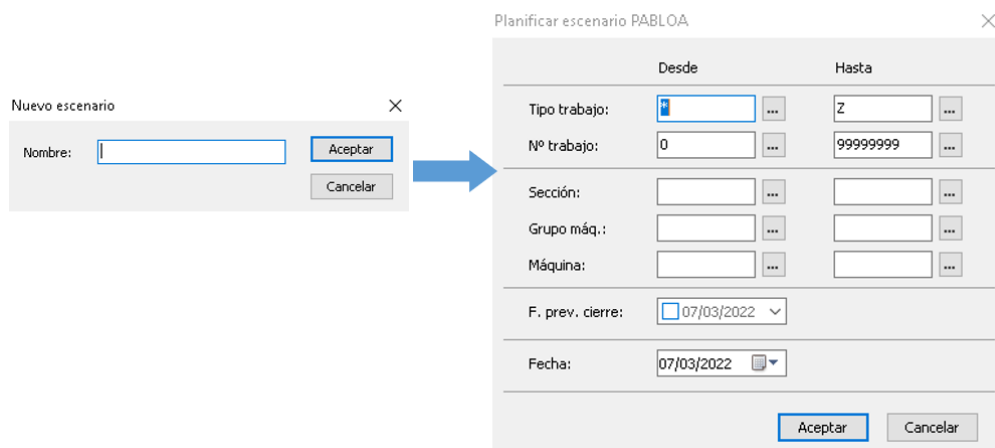 Nuevo escenario
Nombre:
Aceptar
Cancelar
Planificar escenario PABLOA
Desde Hasta
Tipo trabajo: * ... Z ...
Nº trabajo: 0 ... 99999999 ...
Sección: ... ...
Grupo máq.: ... ...
Máquina: ... ...
F. prev. cierre: 07/03/2022
Fecha: 07/03/2022
Aceptar Cancelar